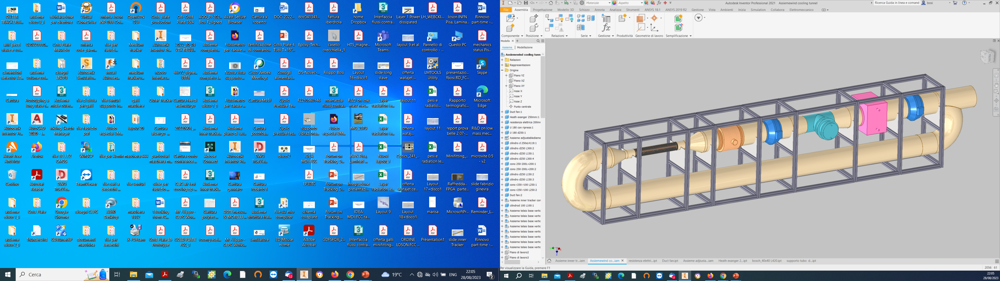 OUTER TRACKERsli...
assieme disco 3_1
dichiarazione per direttore
Virtual CloneDrive
offerta loson INP-011-Col...
OpenVPN GUI
Cold plate production
OB- Cold Plate 3&4
AOO_PI-202... Bosi F_signed
Avast Secure Browser
Cattura x roberto
DOC-2022...
doc041341...
fattura iberdrola
home Dropbox
Interfaccia flussi contra...
Layer 1 Power dissipated
LH_WEBCKI....
loson INFN Pisa, Lamina...
Rinnovo part-time -...
altri pezzi stave e col...
G20221110...
Cold Plate Maurizio
offerta cole-parm...
file per fabrizi...
Medium tracker
Autodesk Inventor Pr...
2022_10_03 VTX REGU...
Assieme completo...
Flussimetro per canale ...
certificazione di contratto...
Cold Plate 4 Tubi T=15°...
Epoxy-Tech...
casello orecchiella_1
HTS_magne...
Microsoft Teams
layout 9 et al
Pannello di controllo - ...
Questo PC
mechanics status Pis...
dimensioni detector AT...
assieme volume col...
disegni LN2P3
Autodesk Simulatio...
Install Autodes...
medium tracker r...
nuovo interfacc...
46772_signe... 9176
Assieme completo l...
Nuova vista supporto ...
Cisco Webex Meetings
Consigli alimentari...
DS-Novec-...
Filippo Bosi
Layout 16+disco1
slide long stave
offerta watajet ...
LMTOOLS Utility
presentazio... fbosi RD_FC...
Skype
Cattura
Prototyping a long stave f...
Assieme midle outer...
file di silvia per galli
file venturi supporto in...
galli maschere
Outer Tracker
Cattura fee di edimburgo
Assieme disco 1_1
Flussimetro per canale ...
Cattura M55J
Cyclic Pressure Te...
F2210560146
Interfaccia flussi contra...
R&D on low mass mec...
Layer radiation le...
layout 11
pesi e radiatio...
Rapporto termografic...
Microsoft Edge
Autodesk Inventor Pr...
AutoCAD 2020 - I...
Inkling Sketch Manager
file fabrizio pdf
Fluido especial 3M...
layout 20
Cattura albergo ...
20220901_...
Assieme inner tracke...
Assieme piano di lav...
Cattura pocofoa...
Cyclic pressure tes...
supporto vibraziona...
Fluido especial 3M...
IMG_2879
Layer radiation le...
offerta wataj...
layout 11
report prova belle 2 07-...
R&D on low mass mec...
Avast Free Antivirus
Firefox
file BELLE2 CMOS
WinSCP
file per Armin
maschera 444
particolari maschera m...
Cattura costo conference ...
Adobe Connect
Autodesk Inventor Pr...
DWG TrueVie...
disco 2
IDEA MDI-FCC
Forum on Tracking D...
INFN Pisa, Laminati ...
Nuovi layout_1
Optics_241_...
pesi e radiation le...
Minifitting_...
microvite 0.5 - v2
Cestino
Acrobat Reader
DWG TrueVie...
TeamViewer
file dati a bedeschi ...
file venturi
slide per fabrizio ...
CLIC air test cooling dp-...
Assieme inner track...
Cattura gennaro
Cattura roberto 1
EP30TC
Forum on Tracking D...
integrazione presentazi...
Layer radiation le...
offerta watajet ce...
Layout 17+disco1
Raffredda... FPGA parte...
slide fabrizio ginevra
assieme disco 1_1
Cold Plate
Google Chrome
disegni CEPC
A360 Desktop
maschera 1332
1Booking form FC...
Mr Filippo - CEPC Wor...
Cattura polytec ...
DDTEmesso... & MORELLI ...
Assieme struttura tral...
File sul mio computer
schema coldplate
Forum on Tracking ...
IDEA MDI-FCC ta...
Layout 9
Layout 18+disco1
marisa
MicrosoftPr...
Reminder_L...
assieme disco 2_1
Thunderbird
CDBurnerXP
documenti macchina
file per bedeschi
X-PDFsam
Cold Plate L5 Prototype
COLD PLATE FCC_1
room_recei...
Mr Filippo - CEPC Works...
ventilatore
3D Mouse Home
Adobe Acrobat
GDFSFOX_2...
Interfaccia flussi contra...
offerta galli minifitting...
ORDINE LOSON FCC ...
Présentation1
slide inner Tracker
Rinnovo part-time -...
Cerca
19°C
ENG
22:05
28/08/2023
Materiale
Aspetto
Autodesk Inventor Professional 2021 Assiemewind cooling tunnel
Ricerca Guida in linea e comand
bosi
File Assembla Progettazione Modello 3D Schizzo Annota Analizza Strumenti ANSYS 18.1 ANSYS 2019 R2 Gestione Vista Ambienti Inizia Simulation Collabora Elettromeccanico
Componente Posizione Relazioni Serie Gestione Produttività Geometrie di lavoro Semplificazione
Modello
Assieme | Modellazione
Assiemewind cooling tunn
Relazioni
Rappresentazioni
Origine
Piano YZ
Piano XZ
Piano XY
Asse X
Asse Y
Asse Z
Punto centrale
Duct fan:1
Heath exanger 250mm:1
resistenza elettrica 200mr
U 180 con ripresa:1
U 180 d250:1
Assieme adjiustablediame
cilindro d 250xL4119:1
cilindro d250 L300:2
cilindro d250 L150:1
cilindro d250 L300:4
cono 250-200L=200:1
cono 250-200L=200:2
cilindro d250 L150:2
cilindro d250 L150:3
cono r250 r100 L250:1
cono r250 r100 L250:2
Duct fan:2
Assieme inner tracker con
cilindrod 100 L100:1
Assieme telaio base vertic
Assieme telaio base vertic
Assieme telaio base vertic
Assieme telaio base vertic
Assieme telaio base vertic
Assieme telaio base vertic
Assieme telaio base vertic
Assieme telaio base vertic
Piano di lavoro2
Piano di lavoro3
Assieme inner tr...iam
Assiemewind co...iam
resistenza elettri...ipt
Duct fan.ipt
Assieme adjusta...iam
Heath exanger 2...ipt
bosch_40x40 L420.ipt
supporto tubo d...ipt
Per visualizzare la Guida, premere F1
2056 61
22:05
28/08/2023